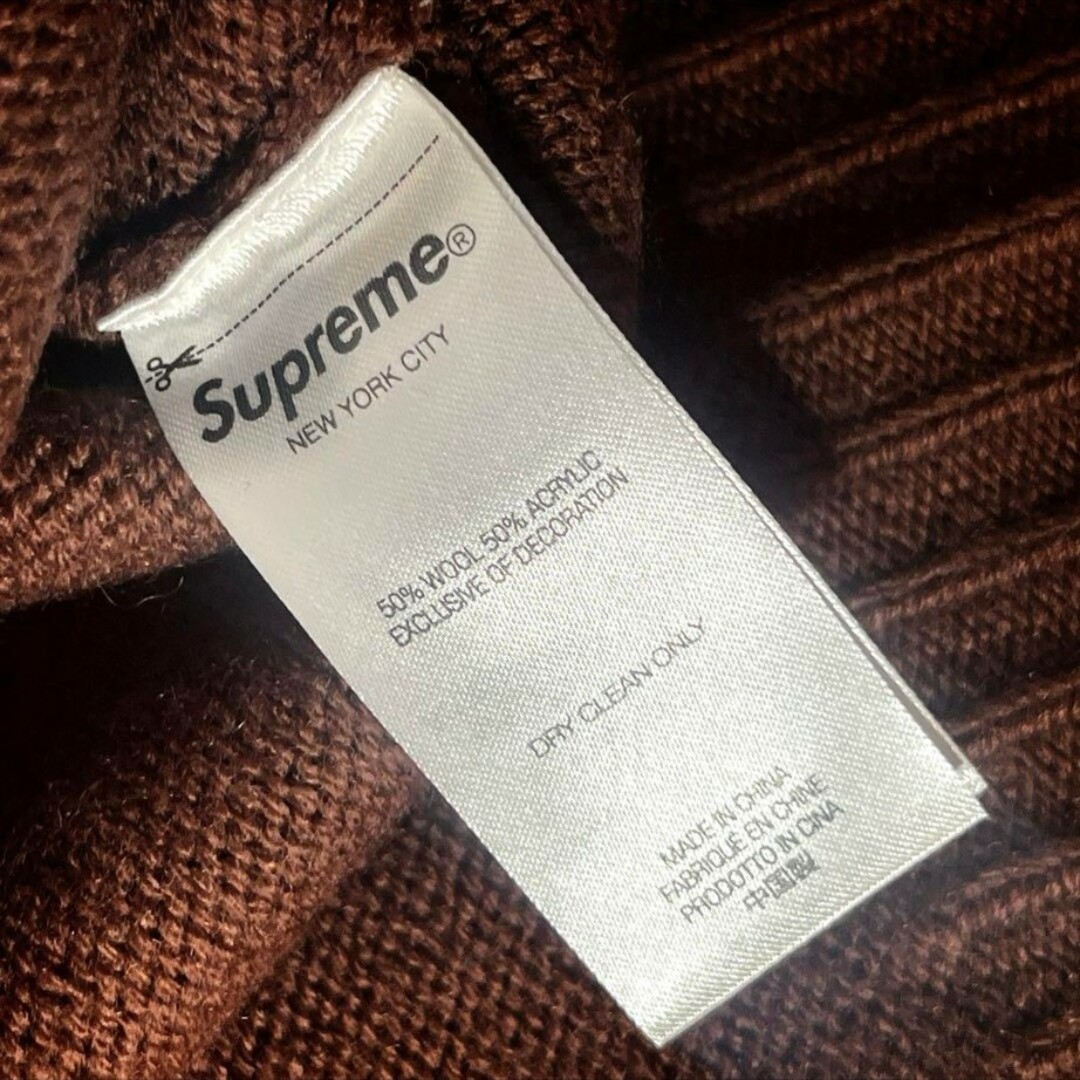 Supreme®
NEW YORK CITY
50% WOOL 50% ACRYLIC
EXCLUSIVE OF DECORATION
DRY CLEAN ONLY
MADE IN CHINA
FABRIQUÉ EN CHINE
PRODOTTO IN CINA
中国製